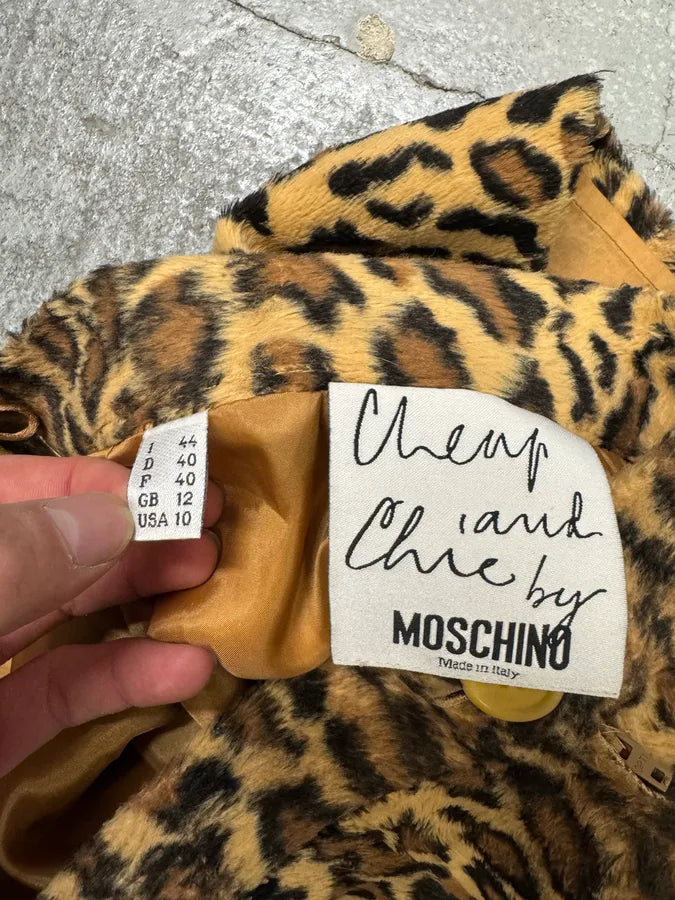 I 44
D 40
F 40
GB 12
USA 10
Cheap
and
Chic by
MOSCHINO
Made in Italy